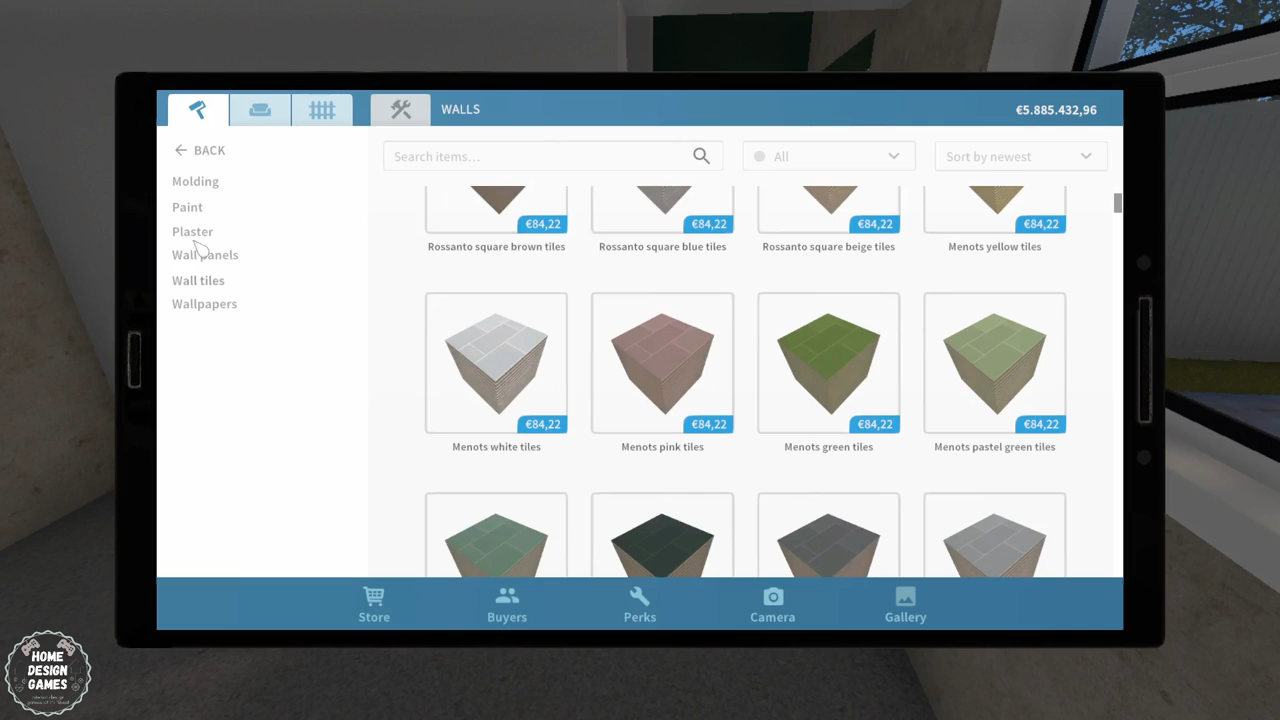 WALLS
€5.885.432,96
BACK
Search items...
All
Sort by newest
Molding
Paint
Plaster
Wall panels
Wall tiles
Wallpapers
€84,22
€84,22
€84,22
€84,22
Rossanto square brown tiles
Rossanto square blue tiles
Rossanto square beige tiles
Menots yellow tiles
€84,22
€84,22
€84,22
€84,22
Menots white tiles
Menots pink tiles
Menots green tiles
Menots pastel green tiles
Store
Buyers
Perks
Camera
Gallery
HOME
DESIGN
GAMES